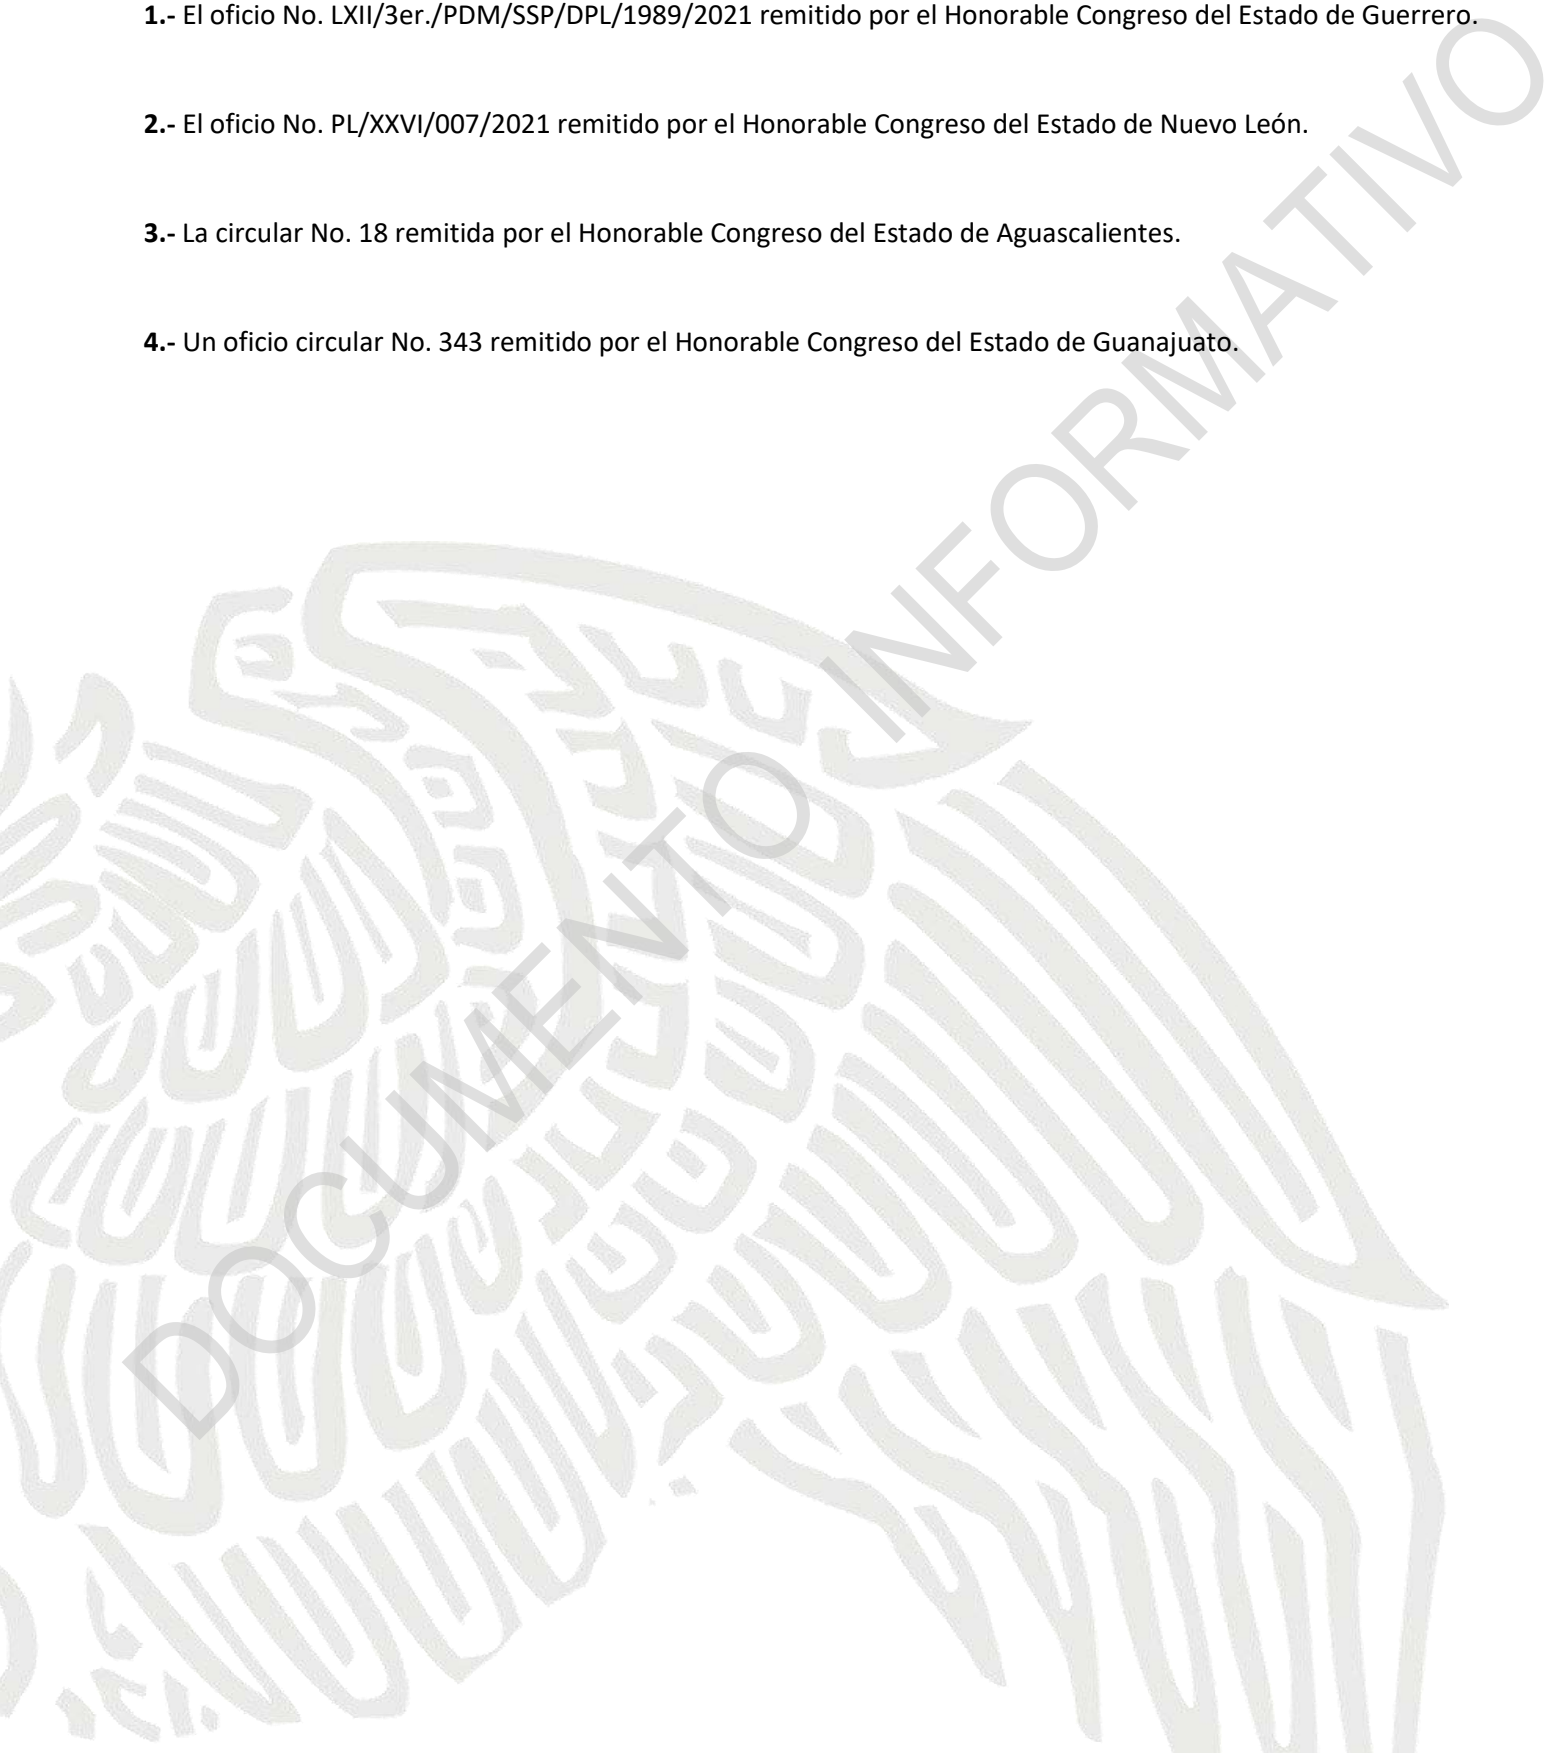 1.- El oficio No. LXII/3er./PDM/SSP/DPL/1989/2021 remitido por el Honorable Congreso del Estado de Guerrero.
2.- El oficio No. PL/XXVI/007/2021 remitido por el Honorable Congreso del Estado de Nuevo León.
3.- La circular No. 18 remitida por el Honorable Congreso del Estado de Aguascalientes.
4.- Un oficio circular No. 343 remitido por el Honorable Congreso del Estado de Guanajuato.
DOCUMENTO INFORMATIVO